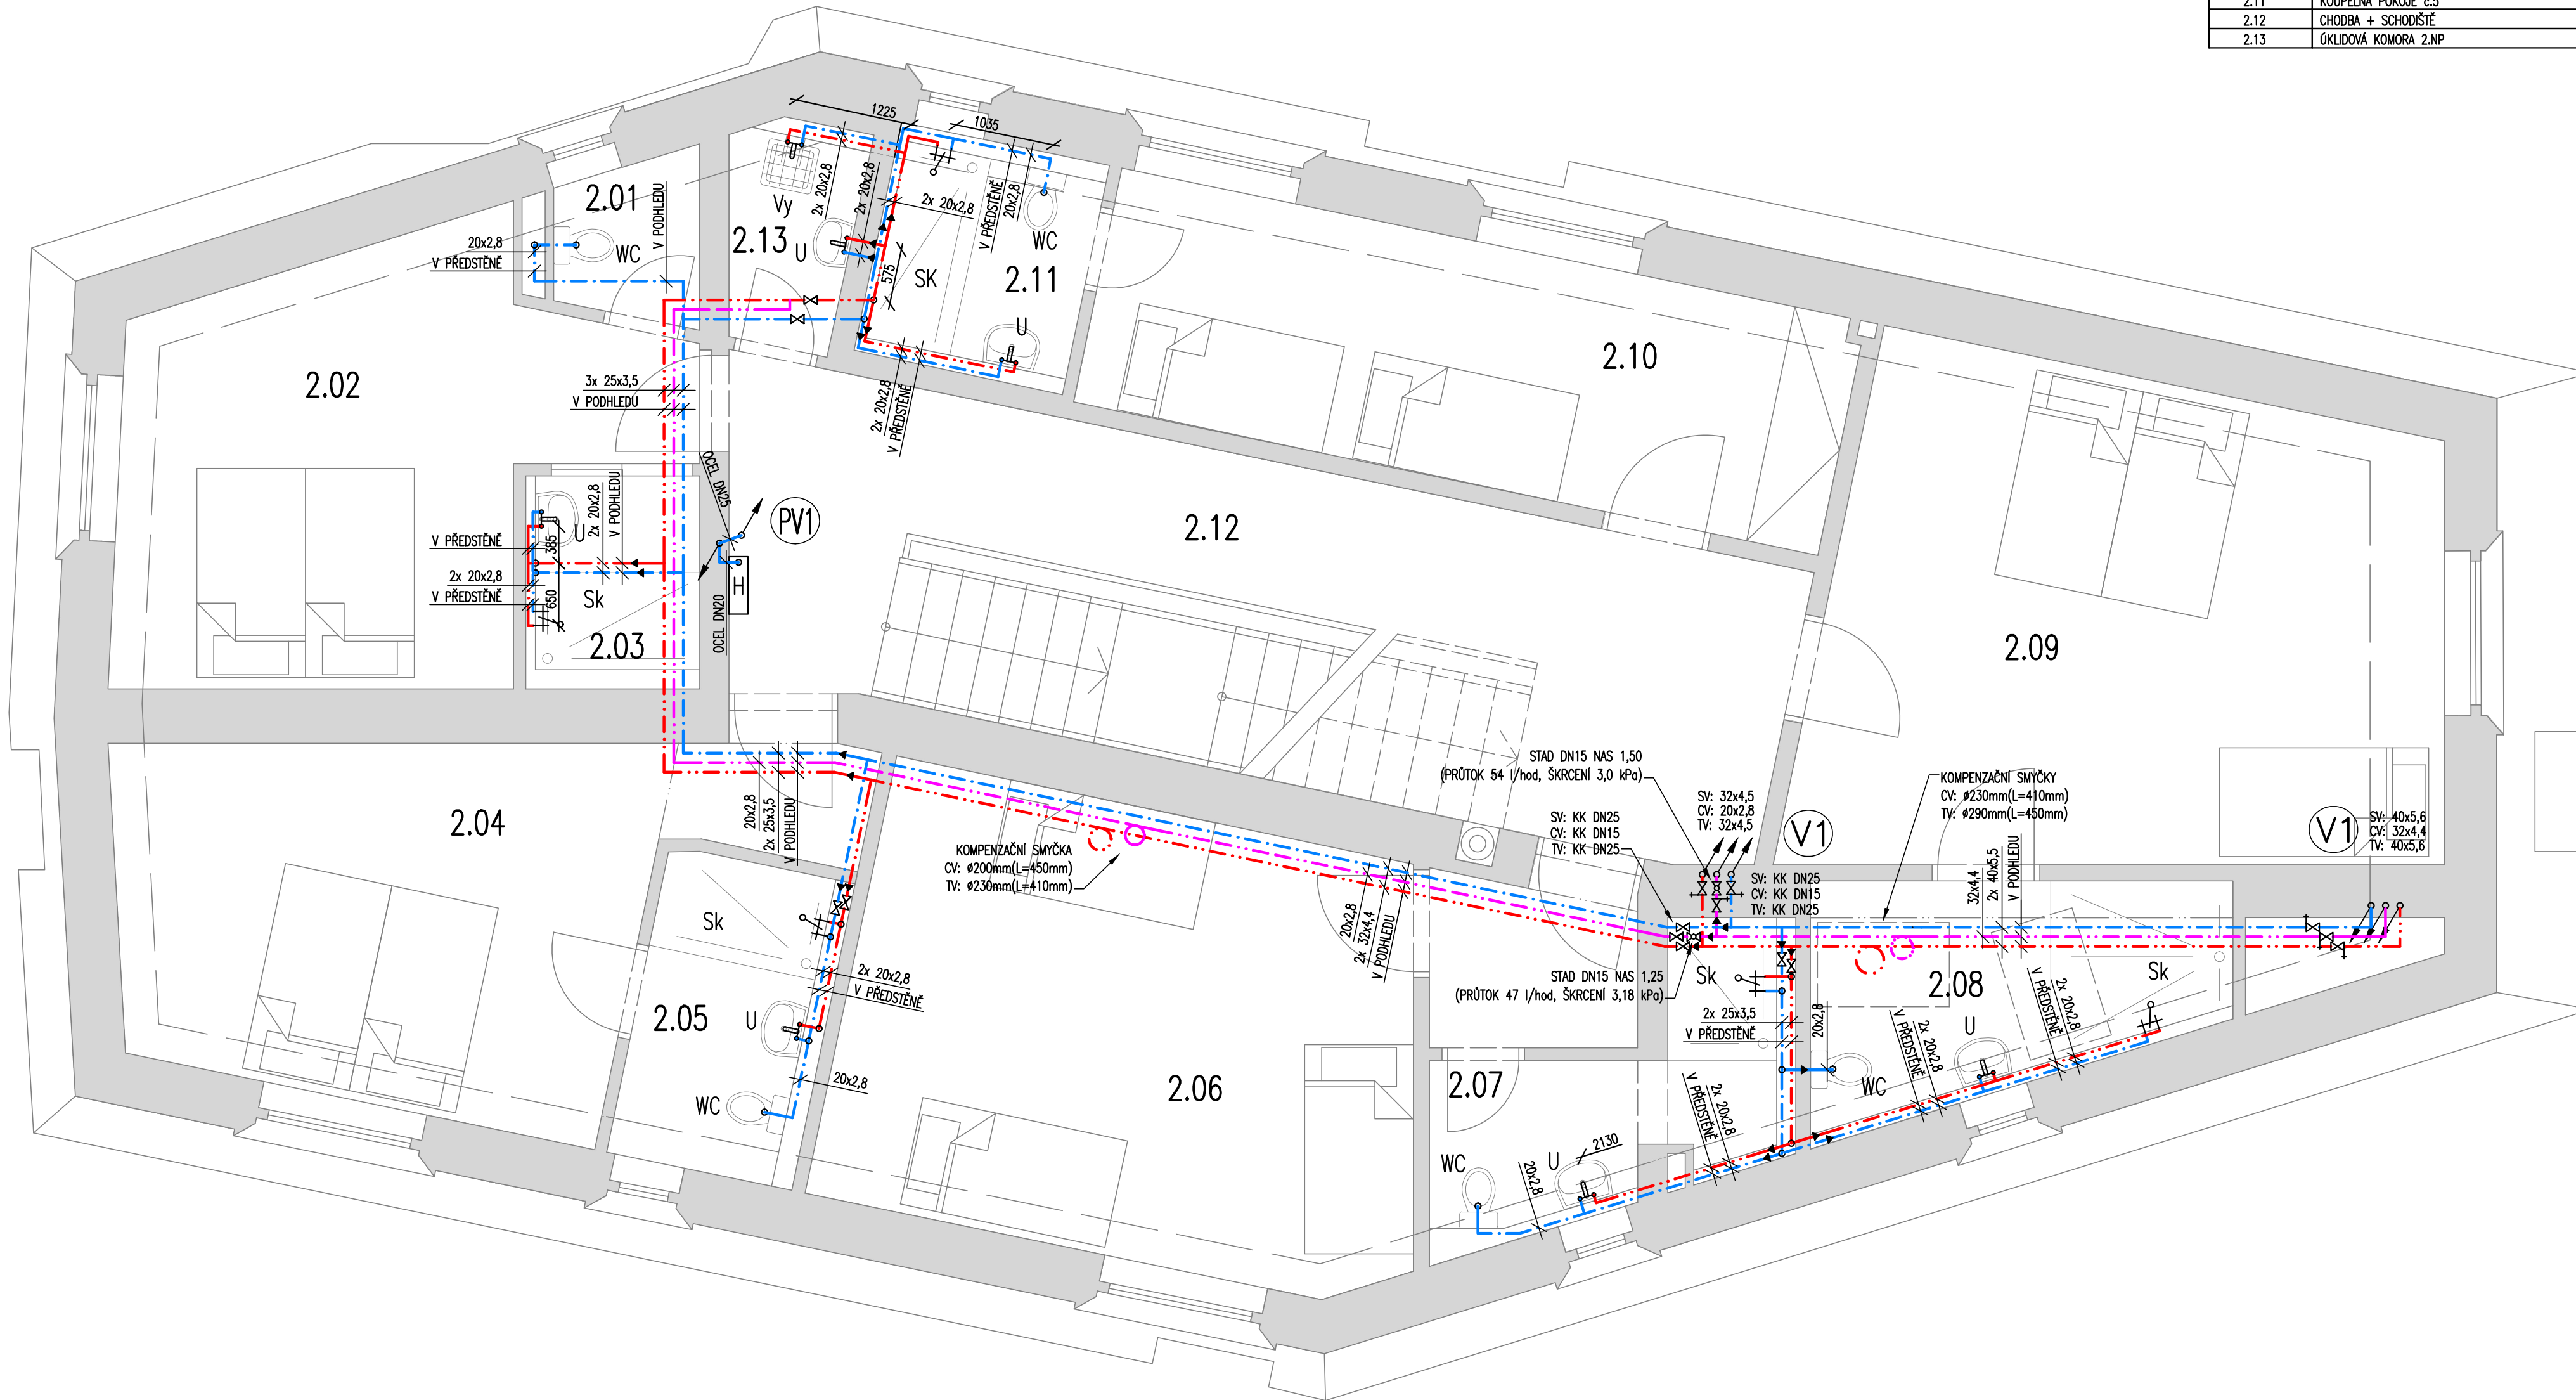 2.11 KOUPELNA POKOJE č.5
2.12 CHODBA + SCHODIŠTĚ
2.13 ÚKLIDOVÁ KOMORA 2.NP
1225
1035
2.01
V PODHLEDU
20x2,8
V PŘEDSTĚNĚ
WC
Vy
2x 20x2,8
2x 20x2,8
2x 20x2,8
V PŘEDSTĚNĚ
20x2,8
2.13
U
WC
575
SK
2.11
U
2.02
3x 25x3,5
V PODHLEDU
2x 20x2,8
V PŘEDSTĚNĚ
2.10
OCEL DN25
PV1
2.12
V PŘEDSTĚNĚ
2x 20x2,8
V PŘEDSTĚNĚ
U
385
650
2x 20x2,8
V PODHLEDU
Sk
2.03
H
OCEL DN20
2.09
2.04
20x2,8
2x 25x3,5
V PODHLEDU
KOMPENZAČNÍ SMYČKA
CV: ø200mm(L=450mm)
TV: ø230mm(L=410mm)
STAD DN15 NAS 1,50
(PRŮTOK 54 l/hod, ŠKRCENÍ 3,0 kPa)
SV: KK DN25
CV: KK DN15
TV: KK DN25
SV: 32x4,5
CV: 20x2,8
TV: 32x4,5
V1
KOMPENZAČNÍ SMYČKY
CV: ø230mm(L=410mm)
TV: ø290mm(L=450mm)
V1
SV: 40x5,6
CV: 32x4,4
TV: 40x5,6
SV: KK DN25
CV: KK DN15
TV: KK DN25
32x4,4
2x 40x5,5
V PODHLEDU
20x2,8
2x 32x4,4
V PODHLEDU
Sk
2x 20x2,8
V PŘEDSTĚNĚ
2.05
U
20x2,8
WC
2.06
STAD DN15 NAS 1,25
(PRŮTOK 47 l/hod, ŠKRCENÍ 3,18 kPa)
Sk
2x 25x3,5
V PŘEDSTĚNĚ
20x2,8
2.08
Sk
U
WC
V PŘEDSTĚNĚ
2x 20x2,8
V PŘEDSTĚNĚ
2x 20x2,8
2.07
V PŘEDSTĚNĚ
2x 20x2,8
2130
U
WC
20x2,8